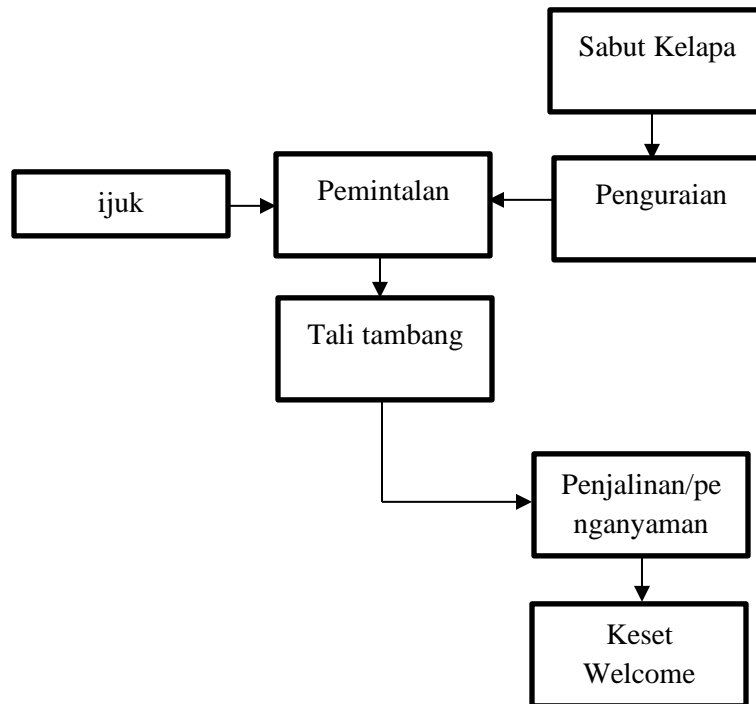 Sabut Kelapa
ijuk
Pemintalan
Penguraian
Tali tambang
Penjalinan/pe
nganyaman
Keset
Welcome